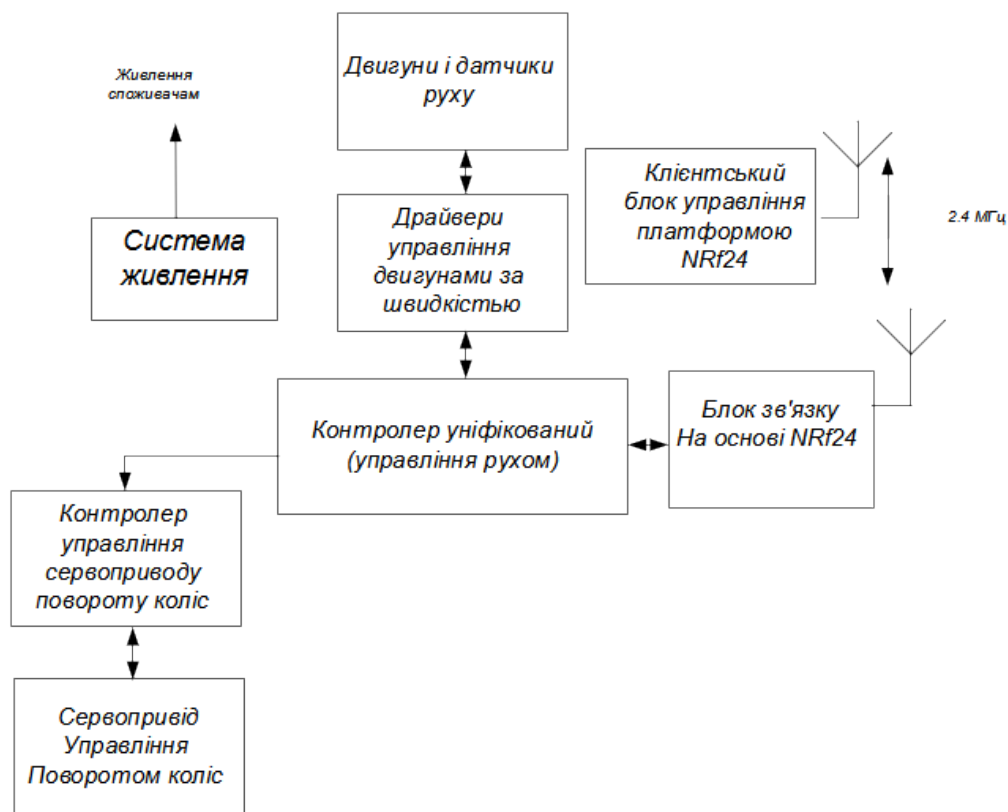 Двигуни і датчики
руху
Живлення
споживачам
Клієнтський
блок управління
платформою
NRf24
2.4 МГц
Драйвери
управління
двигунами за
швидкістью
Система
живлення
Контролер уніфікований
(управління рухом)
Блок зв'язку
На основі NRf24
Контролер
управління
сервоприводу
повороту коліс
Сервопривід
Управління
Поворотом коліс